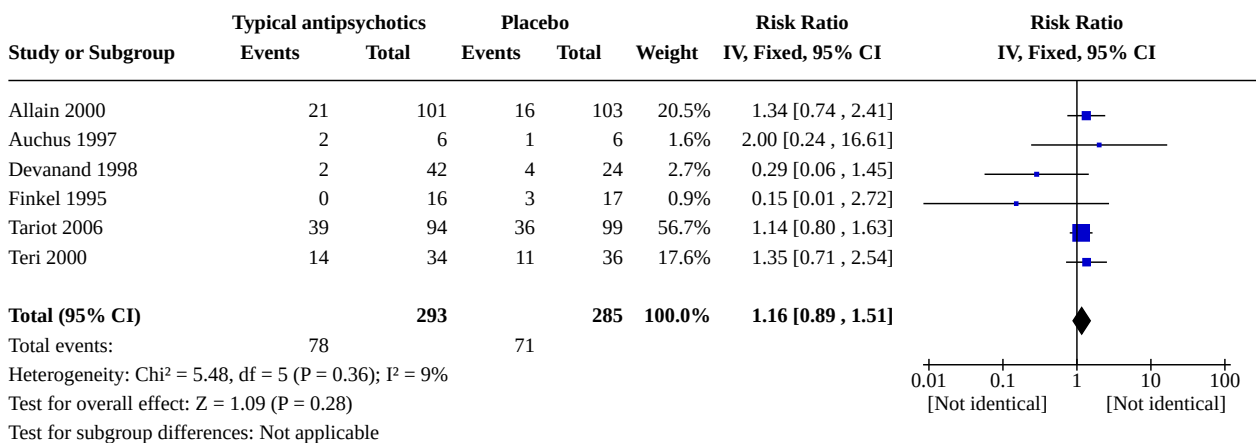 Typical antipsychotics Placebo Risk Ratio Risk Ratio
Study or Subgroup Events Total Events Total Weight IV, Fixed, 95% CI IV, Fixed, 95% CI
Allain 2000 21 101 16 103 20.5% 1.34 [0.74 , 2.41]
Auchus 1997 2 6 1 6 1.6% 2.00 [0.24 , 16.61]
Devanand 1998 2 42 4 24 2.7% 0.29 [0.06 , 1.45]
Finkel 1995 0 16 3 17 0.9% 0.15 [0.01 , 2.72]
Tariot 2006 39 94 36 99 56.7% 1.14 [0.80 , 1.63]
Teri 2000 14 34 11 36 17.6% 1.35 [0.71 , 2.54]
Total (95% CI) 293 285 100.0% 1.16 [0.89 , 1.51]
Total events: 78 71
Heterogeneity: Chi² = 5.48, df = 5 (P = 0.36); I² = 9%
0.01 0.1 1 10 100
Test for overall effect: Z = 1.09 (P = 0.28)
[Not identical] [Not identical]
Test for subgroup differences: Not applicable